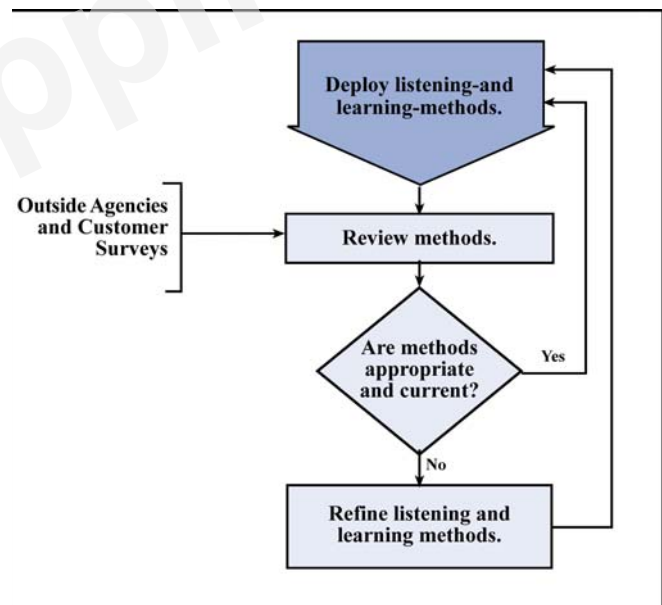 Deploy listening-and
learning-methods.
Outside Agencies
and Customer
Surveys
Review methods.
Are methods
appropriate
and current?
Yes
No
Refine listening and
learning methods.